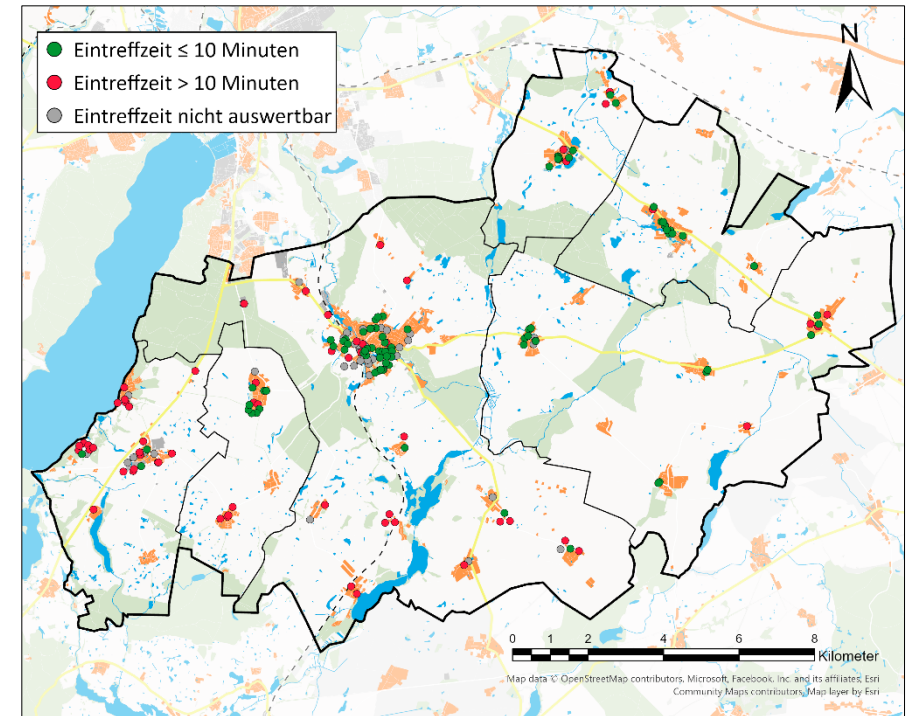 Eintreffzeit ≤ 10 Minuten
Eintreffzeit > 10 Minuten
Eintreffzeit nicht auswertbar
N
0 1 2 4 6 8
Kilometer
Map data © OpenStreetMap contributors, Microsoft, Facebook, Inc. and its affiliates, Esri
Community Maps contributors, Map layer by Esri